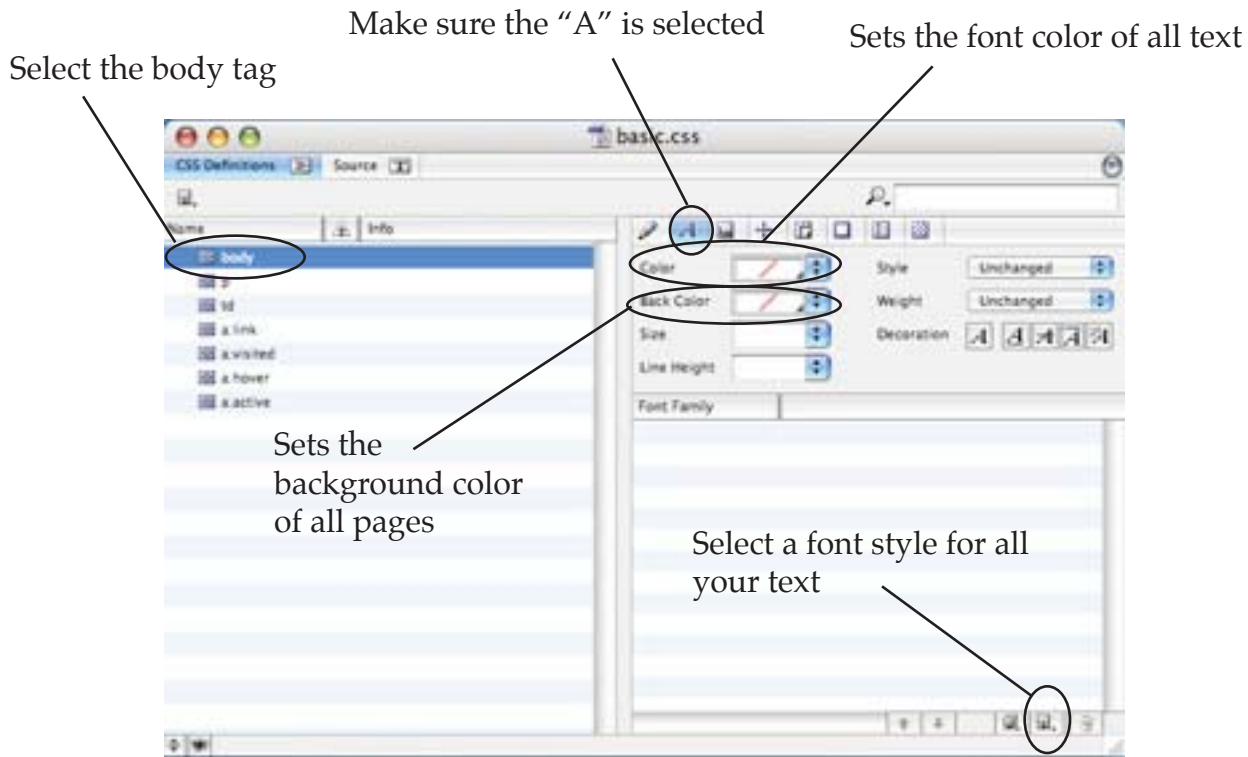 Make sure the “A” is selected
Sets the font color of all text
Select the body tag
basic.css
CSS Definitions Source
Name Info
body
p
td
a:link
a:visited
a:hover
a:active
Color Style Unchanged
Back Color Weight Unchanged
Size Decoration
Line Height
Font Family
Sets the
background color
of all pages
Select a font style for all
your text